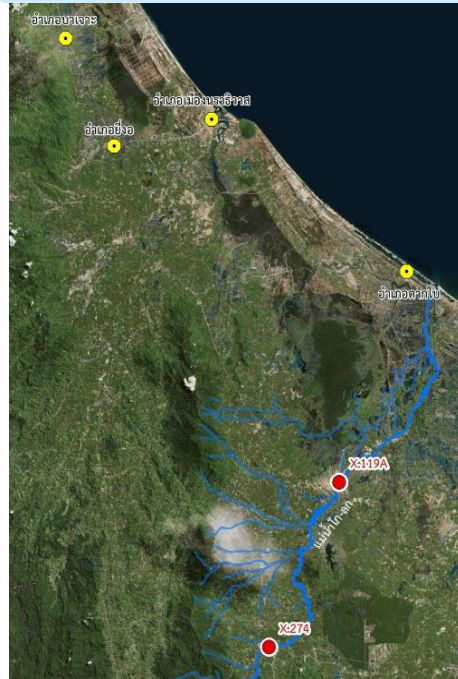 อำเภอบาเจาะ
อำเภอเมืองนราธิวาส
อำเภอยี่งอ
อำเภอตากใบ
X.119A
แม่น้ำโก-ลก
X.274